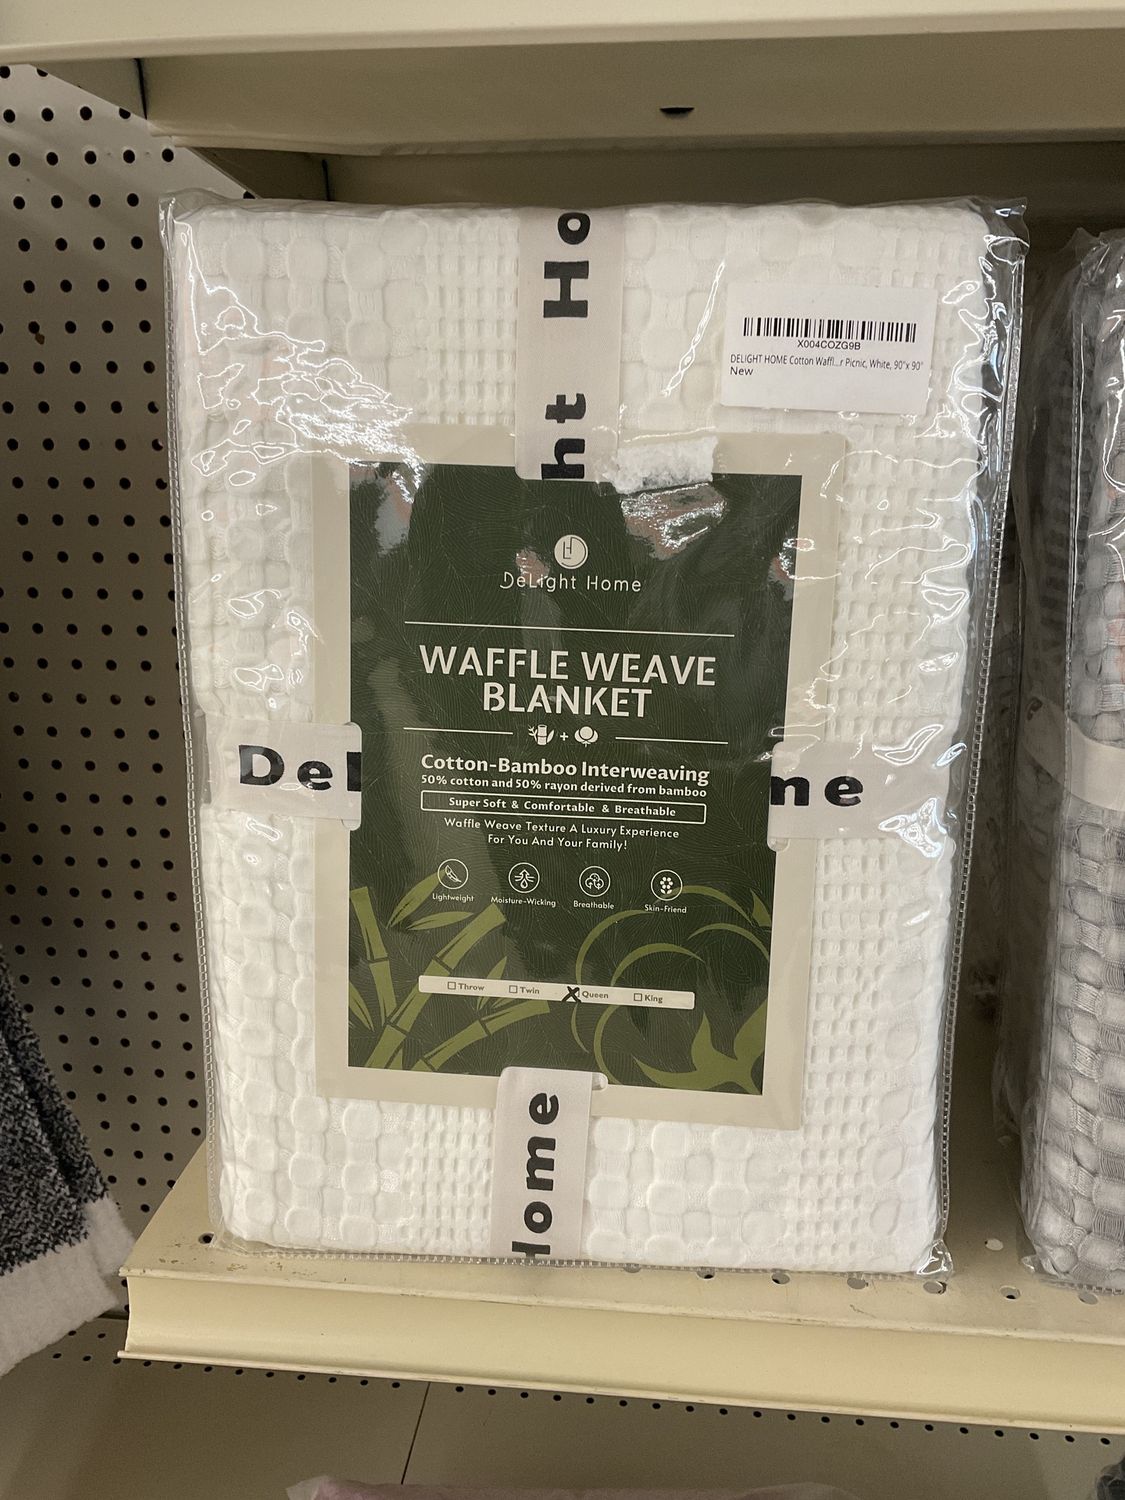 Ho
ht
X004COZG9B
DELIGHT HOME Cotton Waffl...r Picnic, White, 90"x 90"
New
DeLight Home
WAFFLE WEAVE
BLANKET
+
Del
me
Cotton-Bamboo Interweaving
50% cotton and 50% rayon derived from bamboo
Super Soft & Comfortable & Breathable
Waffle Weave Texture A Luxury Experience
For You And Your Family!
Lightweight Moisture-Wicking Breathable Skin-Friend
Throw Twin X Queen King
Home